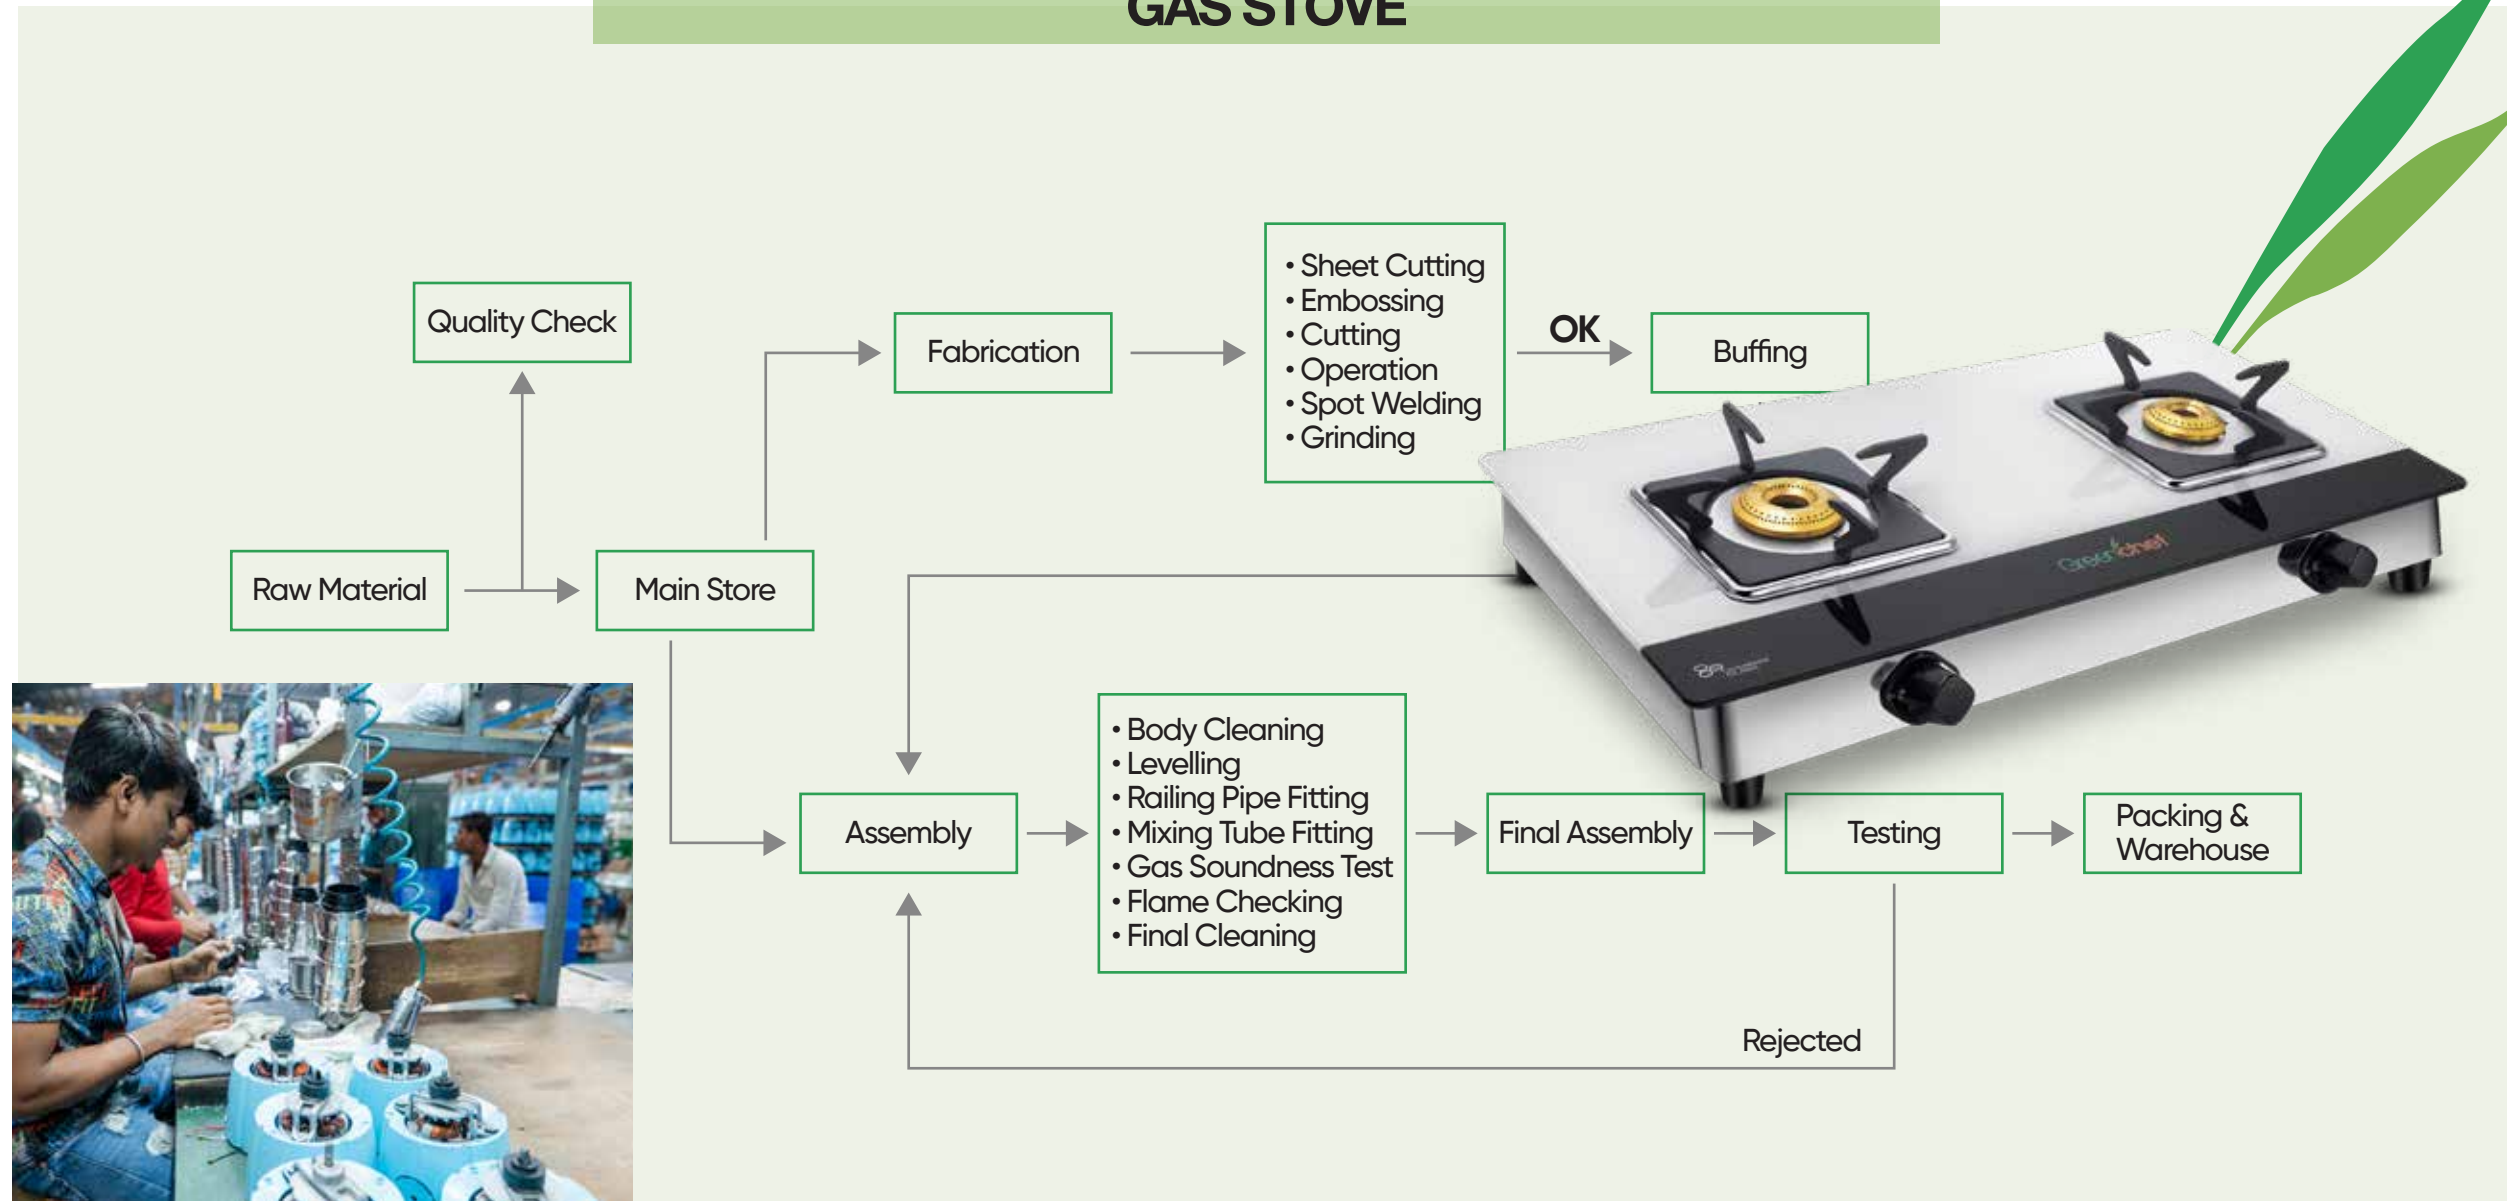 GAS STOVE
Quality Check
Fabrication
• Sheet Cutting
• Embossing
• Cutting
• Operation
• Spot Welding
• Grinding
OK
Buffing
Raw Material
Main Store
Greenchef
Assembly
• Body Cleaning
• Levelling
• Railing Pipe Fitting
• Mixing Tube Fitting
• Gas Soundness Test
• Flame Checking
• Final Cleaning
Final Assembly
Testing
Packing &
Warehouse
Rejected